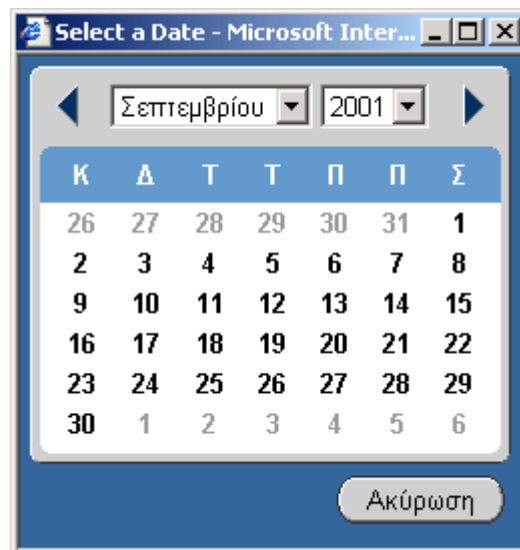 Select a Date - Microsoft Inter...
Σεπτεμβρίου 2001
Κ Δ Τ Τ Π Π Σ
26 27 28 29 30 31 1
2 3 4 5 6 7 8
9 10 11 12 13 14 15
16 17 18 19 20 21 22
23 24 25 26 27 28 29
30 1 2 3 4 5 6
Ακύρωση